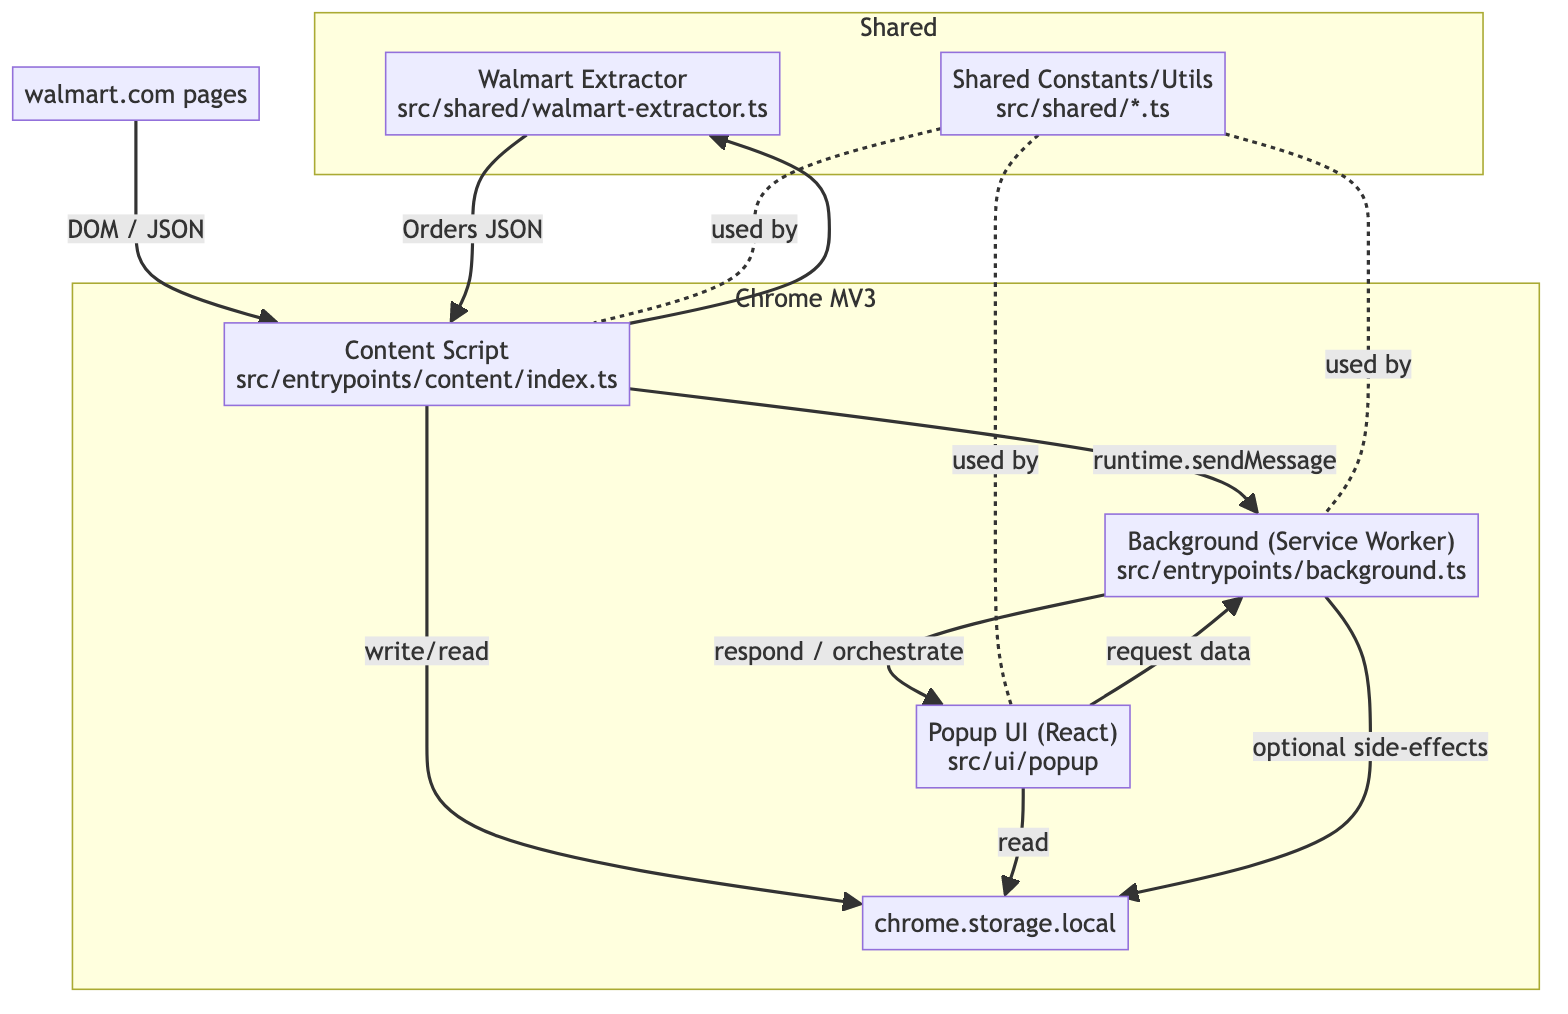 Shared
walmart.com pages
Walmart Extractor
src/shared/walmart-extractor.ts
Shared Constants/Utils
src/shared/*.ts
DOM / JSON
Orders JSON
used by
Chrome MV3
Content Script
src/entrypoints/content/index.ts
used by
used by
runtime.sendMessage
Background (Service Worker)
src/entrypoints/background.ts
write/read
respond / orchestrate
request data
Popup UI (React)
src/ui/popup
optional side-effects
read
chrome.storage.local